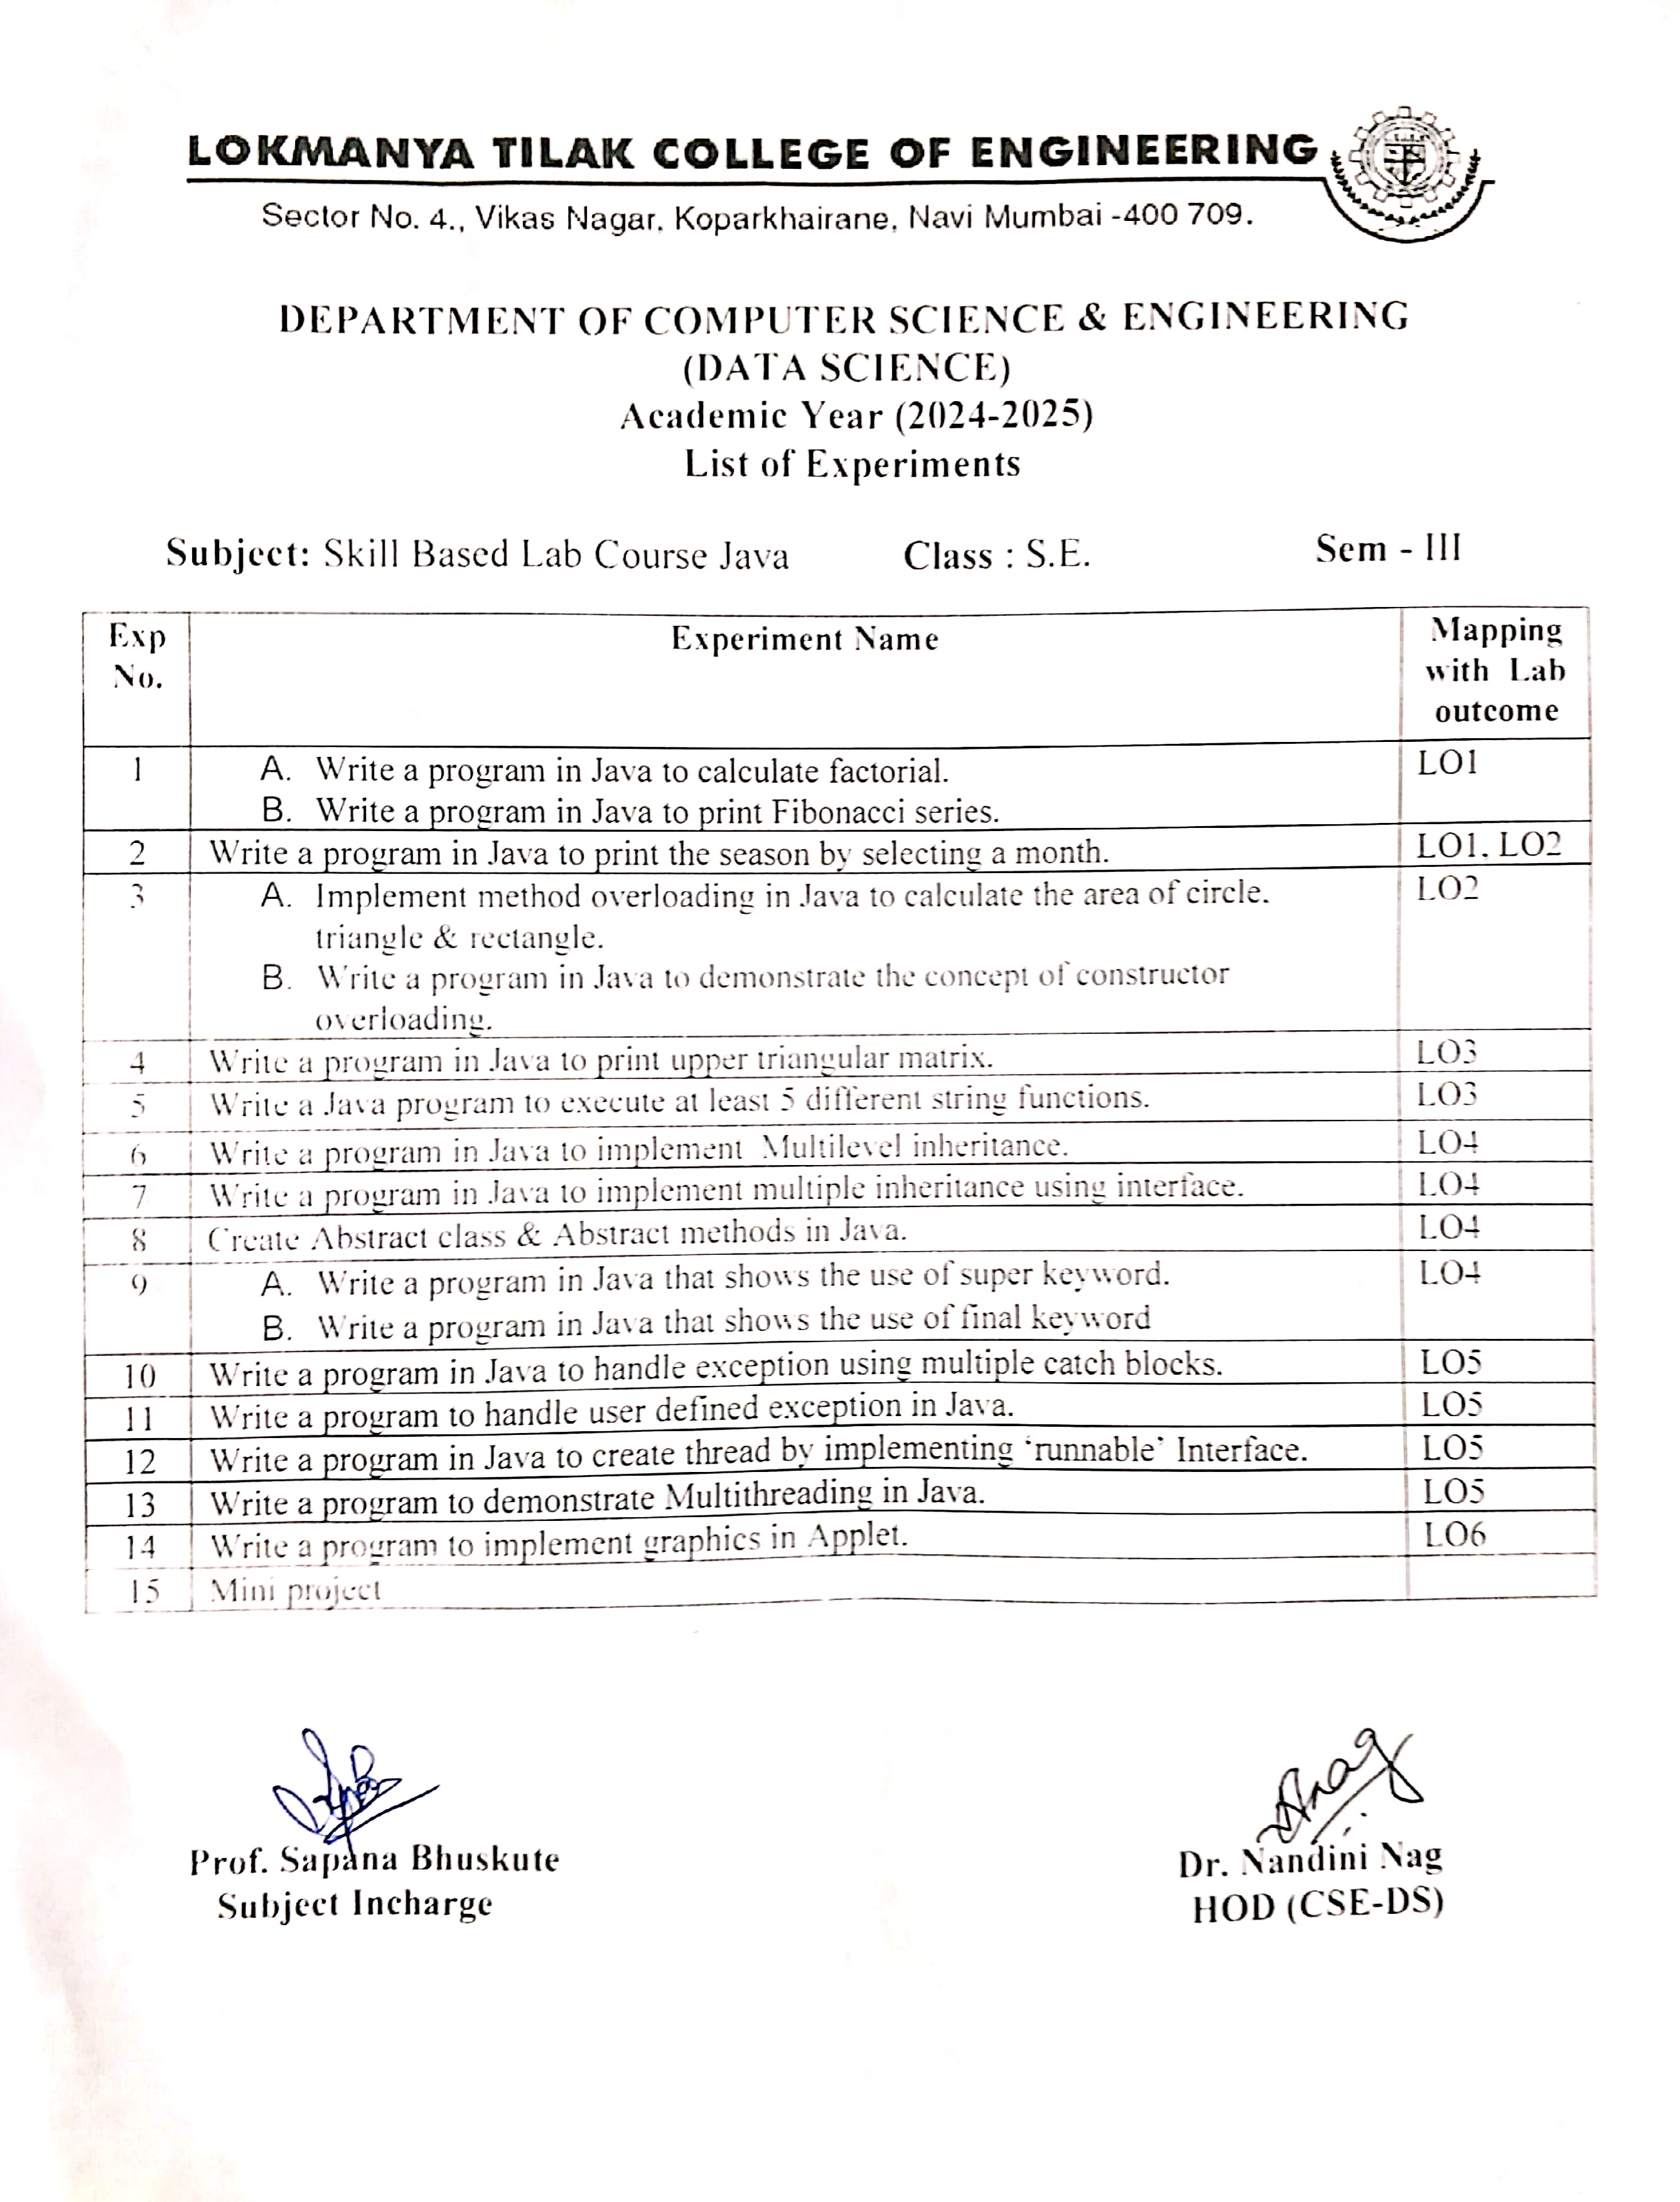 LOKMANYA TILAK COLLEGE OF ENGINEERING
Sector No. 4., Vikas Nagar, Koparkhairane, Navi Mumbai -400 709.
DEPARTMENT OF COMPUTER SCIENCE & ENGINEERING
(DATA SCIENCE)
Academic Year (2024-2025)
List of Experiments
Subject: Skill Based Lab Course Java Class : S.E. Sem - III
Exp No. Experiment Name Mapping with Lab outcome
1 A. Write a program in Java to calculate factorial. LO1
B. Write a program in Java to print Fibonacci series.
2 Write a program in Java to print the season by selecting a month. LO1, LO2
3 A. Implement method overloading in Java to calculate the area of circle. LO2
triangle & rectangle.
B. Write a program in Java to demonstrate the concept of constructor
overloading.
4 Write a program in Java to print upper triangular matrix. LO3
5 Write a Java program to execute at least 5 different string functions. LO3
6 Write a program in Java to implement Multilevel inheritance. LO4
7 Write a program in Java to implement multiple inheritance using interface. LO4
8 Create Abstract class & Abstract methods in Java. LO4
9 A. Write a program in Java that shows the use of super keyword. LO4
B. Write a program in Java that shows the use of final keyword
10 Write a program in Java to handle exception using multiple catch blocks. LO5
11 Write a program to handle user defined exception in Java. LO5
12 Write a program in Java to create thread by implementing ‘runnable’ Interface. LO5
13 Write a program to demonstrate Multithreading in Java. LO5
14 Write a program to implement graphics in Applet. LO6
15 Mini project
Prof. Sapana Bhuskute Dr. Nandini Nag
Subject Incharge HOD (CSE-DS)